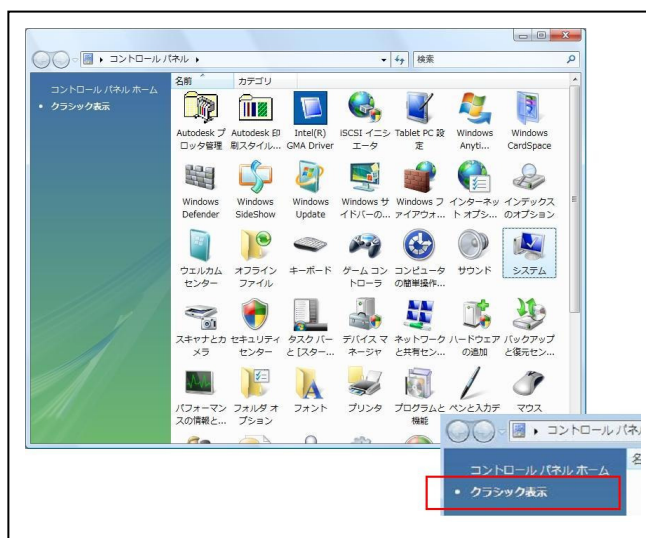 コントロール パネル
検索
コントロール パネル ホーム
クラシック表示
名前 カテゴリ
Autodesk プロッタ管理
Autodesk 印刷スタイル...
Intel(R) GMA Driver
iSCSI イニシエータ
Tablet PC 設定
Windows Anyti...
Windows CardSpace
Windows Defender
Windows SideShow
Windows Update
Windows サイドバーの...
Windows ファイアウォ...
インターネット オプシ...
インデックスのオプション
ウェルカム センター
オフライン ファイル
キーボード
ゲーム コントローラ
コンピュータの簡単操作...
サウンド
システム
スキャナとカメラ
セキュリティ センター
タスク バーと [スター...
デバイス マネージャ
ネットワークと共有セン...
ハードウェアの追加
バックアップと復元セン...
パフォーマンスの情報と...
フォルダ オプション
フォント
プリンタ
プログラムと機能
ペンと入力デ
マウス
コントロール パネ
名
コントロール パネル ホーム
クラシック表示